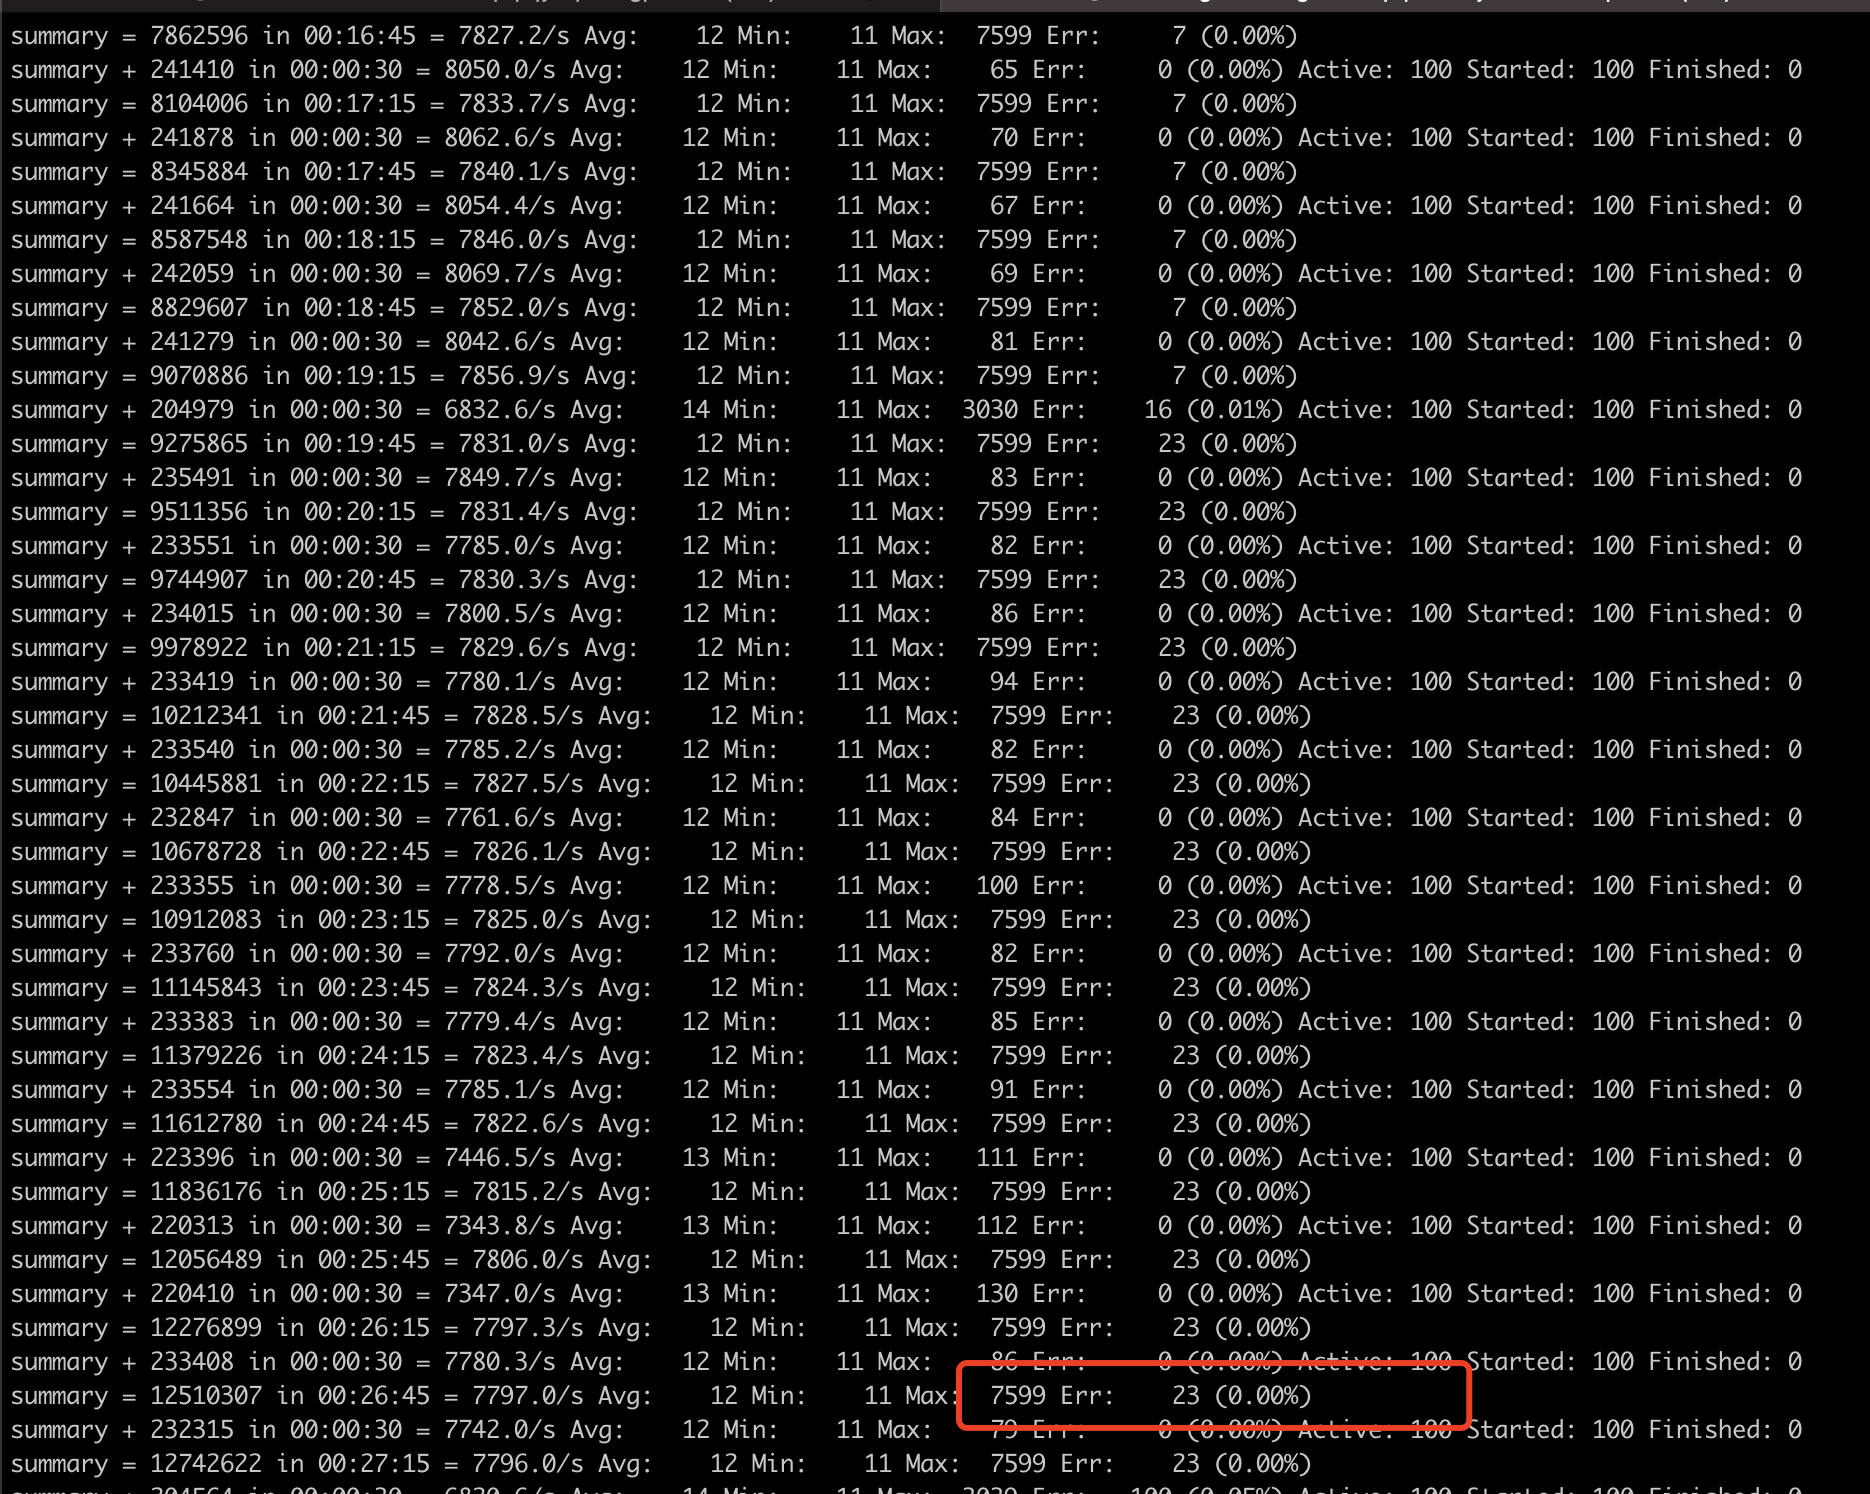 summary = 7862596 in 00:16:45 = 7827.2/s Avg: 12 Min: 11 Max: 7599 Err: 7 (0.00%)
summary + 241410 in 00:00:30 = 8050.0/s Avg: 12 Min: 11 Max: 65 Err: 0 (0.00%) Active: 100 Started: 100 Finished: 0
summary = 8104006 in 00:17:15 = 7833.7/s Avg: 12 Min: 11 Max: 7599 Err: 7 (0.00%)
summary + 241878 in 00:00:30 = 8062.6/s Avg: 12 Min: 11 Max: 70 Err: 0 (0.00%) Active: 100 Started: 100 Finished: 0
summary = 8345884 in 00:17:45 = 7840.1/s Avg: 12 Min: 11 Max: 7599 Err: 7 (0.00%)
summary + 241664 in 00:00:30 = 8054.4/s Avg: 12 Min: 11 Max: 67 Err: 0 (0.00%) Active: 100 Started: 100 Finished: 0
summary = 8587548 in 00:18:15 = 7846.0/s Avg: 12 Min: 11 Max: 7599 Err: 7 (0.00%)
summary + 242059 in 00:00:30 = 8069.7/s Avg: 12 Min: 11 Max: 69 Err: 0 (0.00%) Active: 100 Started: 100 Finished: 0
summary = 8829607 in 00:18:45 = 7852.0/s Avg: 12 Min: 11 Max: 7599 Err: 7 (0.00%)
summary + 241279 in 00:00:30 = 8042.6/s Avg: 12 Min: 11 Max: 81 Err: 0 (0.00%) Active: 100 Started: 100 Finished: 0
summary = 9070886 in 00:19:15 = 7856.9/s Avg: 12 Min: 11 Max: 7599 Err: 7 (0.00%)
summary + 204979 in 00:00:30 = 6832.6/s Avg: 14 Min: 11 Max: 3030 Err: 16 (0.01%) Active: 100 Started: 100 Finished: 0
summary = 9275865 in 00:19:45 = 7831.0/s Avg: 12 Min: 11 Max: 7599 Err: 23 (0.00%)
summary + 235491 in 00:00:30 = 7849.7/s Avg: 12 Min: 11 Max: 83 Err: 0 (0.00%) Active: 100 Started: 100 Finished: 0
summary = 9511356 in 00:20:15 = 7831.4/s Avg: 12 Min: 11 Max: 7599 Err: 23 (0.00%)
summary + 233551 in 00:00:30 = 7785.0/s Avg: 12 Min: 11 Max: 82 Err: 0 (0.00%) Active: 100 Started: 100 Finished: 0
summary = 9744907 in 00:20:45 = 7830.3/s Avg: 12 Min: 11 Max: 7599 Err: 23 (0.00%)
summary + 234015 in 00:00:30 = 7800.5/s Avg: 12 Min: 11 Max: 86 Err: 0 (0.00%) Active: 100 Started: 100 Finished: 0
summary = 9978922 in 00:21:15 = 7829.6/s Avg: 12 Min: 11 Max: 7599 Err: 23 (0.00%)
summary + 233419 in 00:00:30 = 7780.1/s Avg: 12 Min: 11 Max: 94 Err: 0 (0.00%) Active: 100 Started: 100 Finished: 0
summary = 10212341 in 00:21:45 = 7828.5/s Avg: 12 Min: 11 Max: 7599 Err: 23 (0.00%)
summary + 233540 in 00:00:30 = 7785.2/s Avg: 12 Min: 11 Max: 82 Err: 0 (0.00%) Active: 100 Started: 100 Finished: 0
summary = 10445881 in 00:22:15 = 7827.5/s Avg: 12 Min: 11 Max: 7599 Err: 23 (0.00%)
summary + 232847 in 00:00:30 = 7761.6/s Avg: 12 Min: 11 Max: 84 Err: 0 (0.00%) Active: 100 Started: 100 Finished: 0
summary = 10678728 in 00:22:45 = 7826.1/s Avg: 12 Min: 11 Max: 7599 Err: 23 (0.00%)
summary + 233355 in 00:00:30 = 7778.5/s Avg: 12 Min: 11 Max: 100 Err: 0 (0.00%) Active: 100 Started: 100 Finished: 0
summary = 10912083 in 00:23:15 = 7825.0/s Avg: 12 Min: 11 Max: 7599 Err: 23 (0.00%)
summary + 233760 in 00:00:30 = 7792.0/s Avg: 12 Min: 11 Max: 82 Err: 0 (0.00%) Active: 100 Started: 100 Finished: 0
summary = 11145843 in 00:23:45 = 7824.3/s Avg: 12 Min: 11 Max: 7599 Err: 23 (0.00%)
summary + 233383 in 00:00:30 = 7779.4/s Avg: 12 Min: 11 Max: 85 Err: 0 (0.00%) Active: 100 Started: 100 Finished: 0
summary = 11379226 in 00:24:15 = 7823.4/s Avg: 12 Min: 11 Max: 7599 Err: 23 (0.00%)
summary + 233554 in 00:00:30 = 7785.1/s Avg: 12 Min: 11 Max: 91 Err: 0 (0.00%) Active: 100 Started: 100 Finished: 0
summary = 11612780 in 00:24:45 = 7822.6/s Avg: 12 Min: 11 Max: 7599 Err: 23 (0.00%)
summary + 223396 in 00:00:30 = 7446.5/s Avg: 13 Min: 11 Max: 111 Err: 0 (0.00%) Active: 100 Started: 100 Finished: 0
summary = 11836176 in 00:25:15 = 7815.2/s Avg: 12 Min: 11 Max: 7599 Err: 23 (0.00%)
summary + 220313 in 00:00:30 = 7343.8/s Avg: 13 Min: 11 Max: 112 Err: 0 (0.00%) Active: 100 Started: 100 Finished: 0
summary = 12056489 in 00:25:45 = 7806.0/s Avg: 12 Min: 11 Max: 7599 Err: 23 (0.00%)
summary + 220410 in 00:00:30 = 7347.0/s Avg: 13 Min: 11 Max: 130 Err: 0 (0.00%) Active: 100 Started: 100 Finished: 0
summary = 12276899 in 00:26:15 = 7797.3/s Avg: 12 Min: 11 Max: 7599 Err: 23 (0.00%)
summary + 233408 in 00:00:30 = 7780.3/s Avg: 12 Min: 11 Max: 86 Err: 0 (0.00%) Active: 100 Started: 100 Finished: 0
summary = 12510307 in 00:26:45 = 7797.0/s Avg: 12 Min: 11 Max: 7599 Err: 23 (0.00%)
summary + 232315 in 00:00:30 = 7742.0/s Avg: 12 Min: 11 Max: 79 Err: 0 (0.00%) Active: 100 Started: 100 Finished: 0
summary = 12742622 in 00:27:15 = 7796.0/s Avg: 12 Min: 11 Max: 7599 Err: 23 (0.00%)